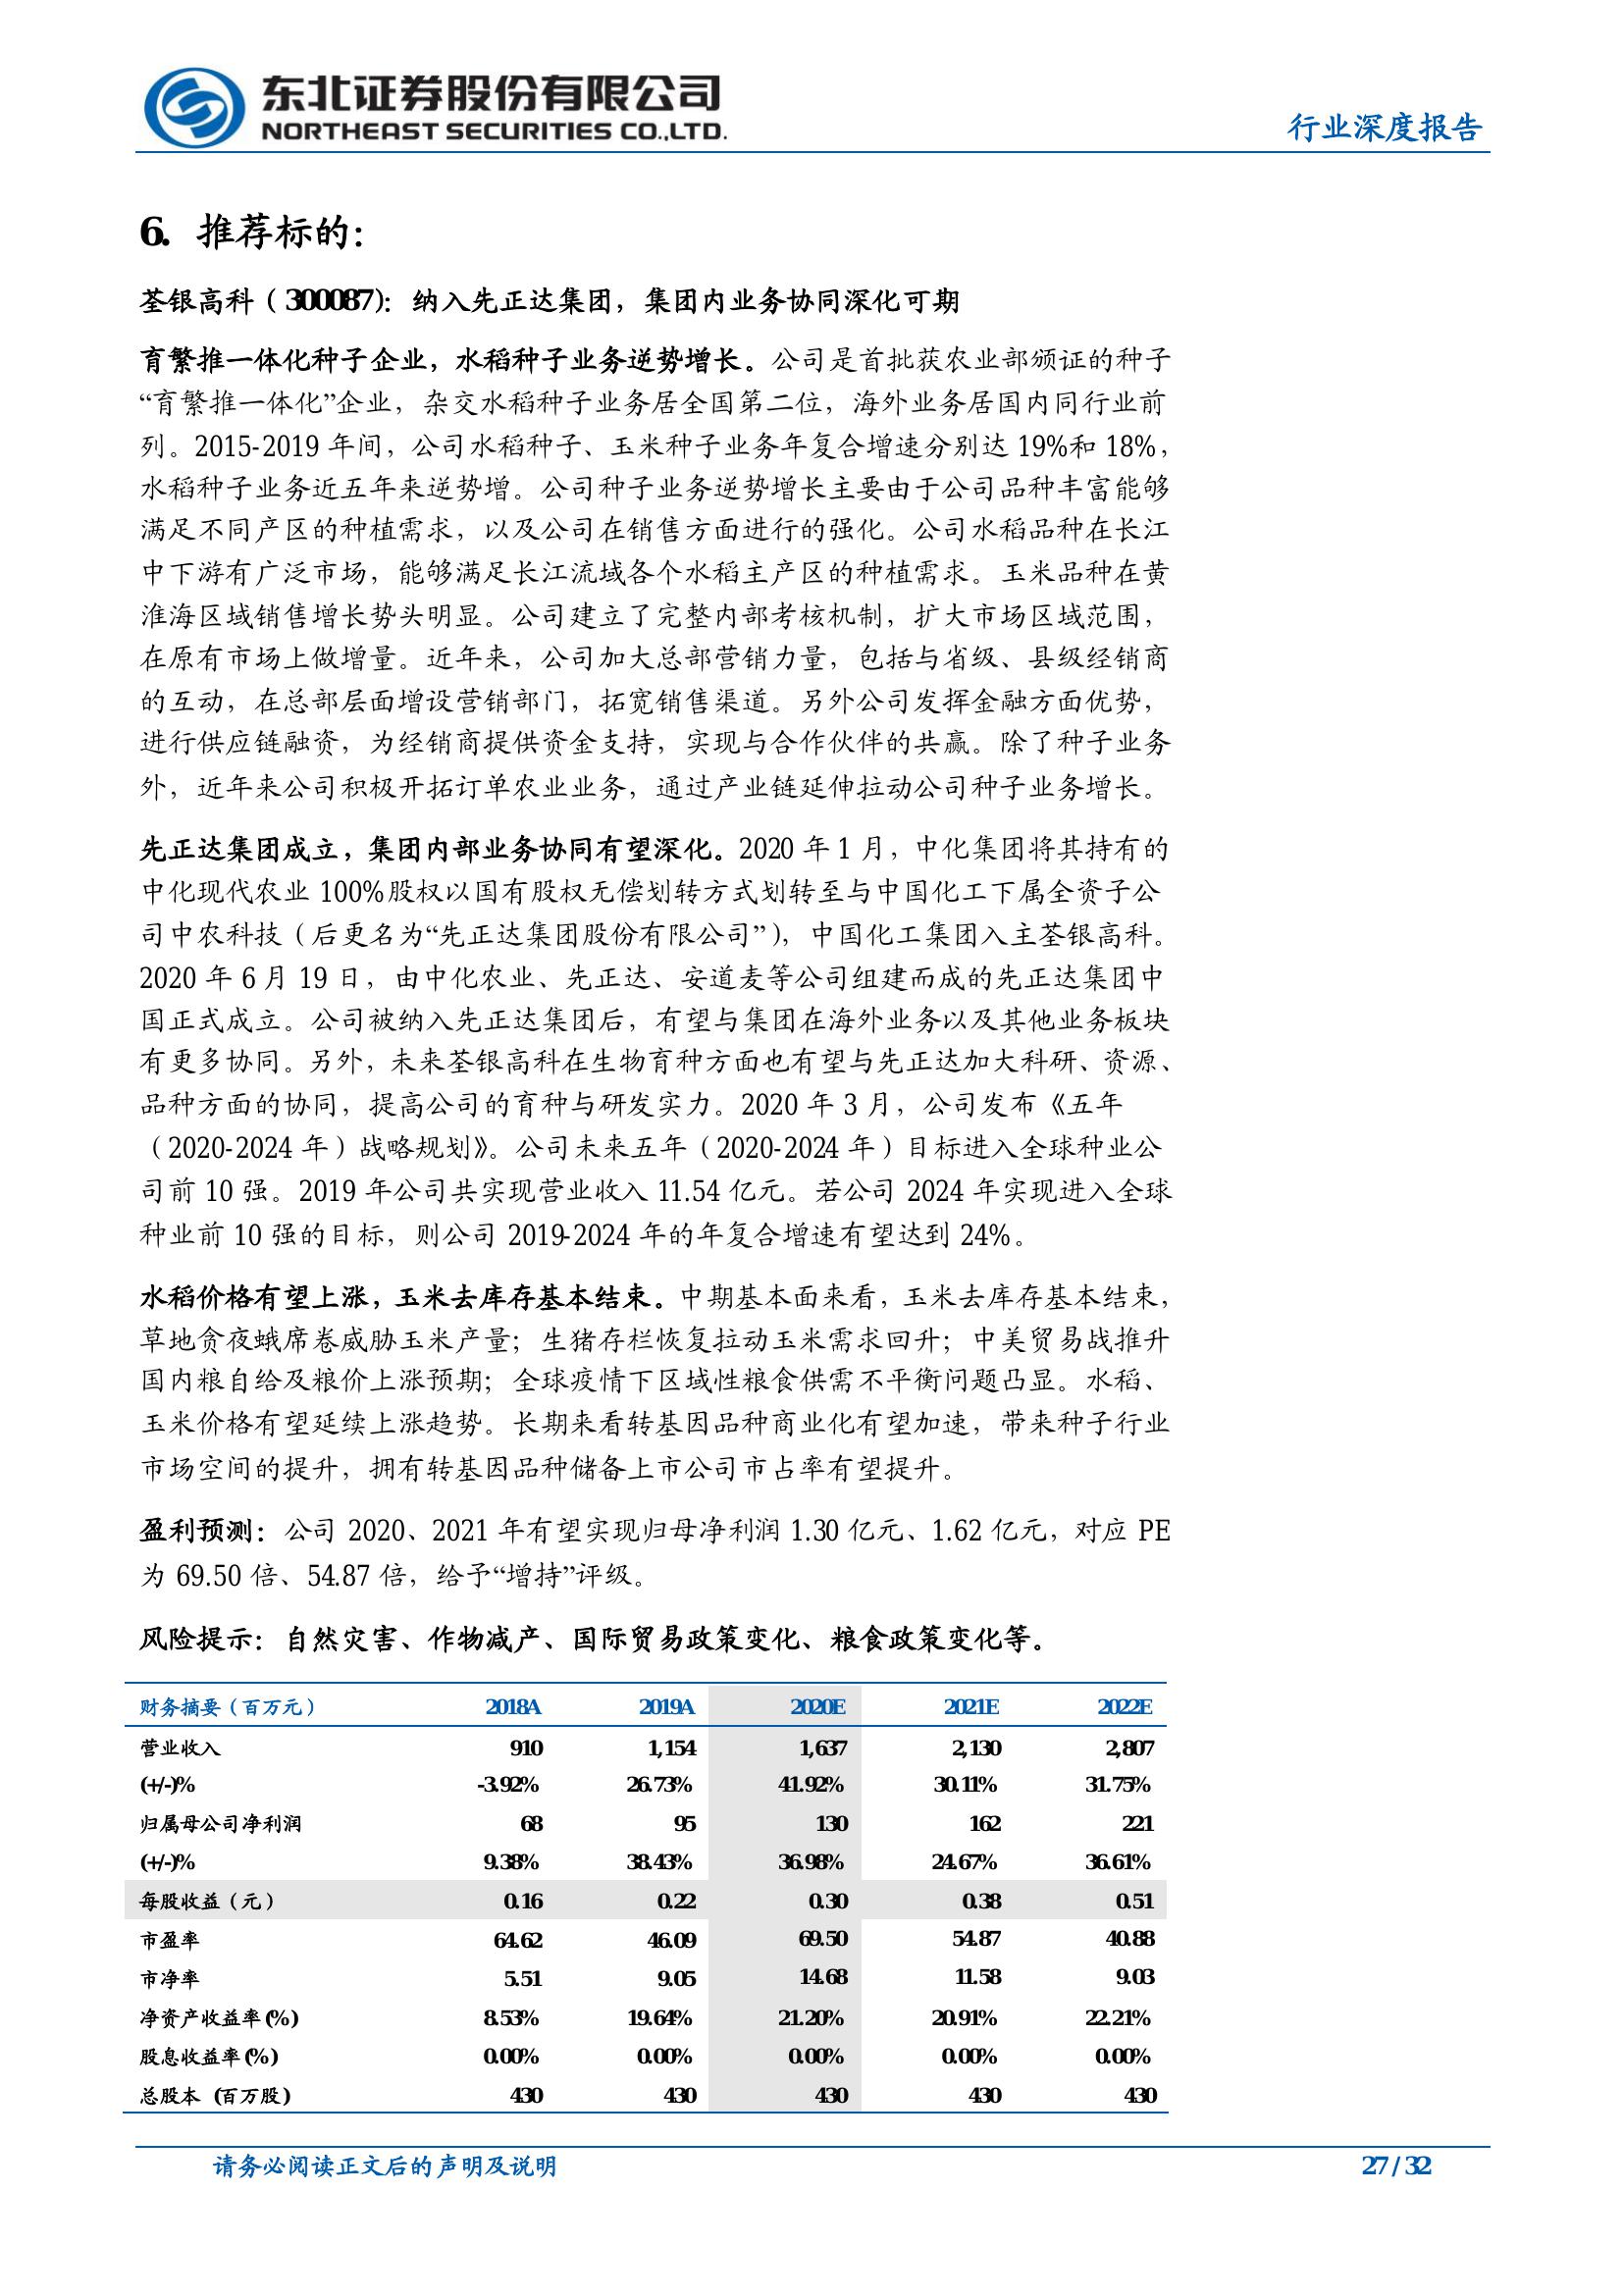 东北证券股份有限公司
NORTHEAST SECURITIES CO.,LTD.
行业深度报告
6. 推荐标的：
荃银高科（300087）：纳入先正达集团，集团内业务协同深化可期
育繁推一体化种子企业，水稻种子业务逆势增长。公司是首批获农业部颁证的种子
“育繁推一体化”企业，杂交水稻种子业务居全国第二位，海外业务居国内同行业前
列。2015-2019 年间，公司水稻种子、玉米种子业务年复合增速分别达 19%和 18%，
水稻种子业务近五年来逆势增。公司种子业务逆势增长主要由于公司品种丰富能够
满足不同产区的种植需求，以及公司在销售方面进行的强化。公司水稻品种在长江
中下游有广泛市场，能够满足长江流域各个水稻主产区的种植需求。玉米品种在黄
淮海区域销售增长势头明显。公司建立了完整内部考核机制，扩大市场区域范围，
在原有市场上做增量。近年来，公司加大总部营销力量，包括与省级、县级经销商
的互动，在总部层面增设营销部门，拓宽销售渠道。另外公司发挥金融方面优势，
进行供应链融资，为经销商提供资金支持，实现与合作伙伴的共赢。除了种子业务
外，近年来公司积极开拓订单农业业务，通过产业链延伸拉动公司种子业务增长。
先正达集团成立，集团内部业务协同有望深化。2020 年 1 月，中化集团将其持有的
中化现代农业 100%股权以国有股权无偿划转方式划转至与中国化工下属全资子公
司中农科技（后更名为“先正达集团股份有限公司”），中国化工集团入主荃银高科。
2020 年 6 月 19 日，由中化农业、先正达、安道麦等公司组建而成的先正达集团中
国正式成立。公司被纳入先正达集团后，有望与集团在海外业务以及其他业务板块
有更多协同。另外，未来荃银高科在生物育种方面也有望与先正达加大科研、资源、
品种方面的协同，提高公司的育种与研发实力。2020 年 3 月，公司发布《五年
（2020-2024 年）战略规划》。公司未来五年（2020-2024 年）目标进入全球种业公
司前 10 强。2019 年公司共实现营业收入 11.54 亿元。若公司 2024 年实现进入全球
种业前 10 强的目标，则公司 2019-2024 年的年复合增速有望达到 24%。
水稻价格有望上涨，玉米去库存基本结束。中期基本面来看，玉米去库存基本结束，
草地贪夜蛾席卷威胁玉米产量；生猪存栏恢复拉动玉米需求回升；中美贸易战推升
国内粮自给及粮价上涨预期；全球疫情下区域性粮食供需不平衡问题凸显。水稻、
玉米价格有望延续上涨趋势。长期来看转基因品种商业化有望加速，带来种子行业
市场空间的提升，拥有转基因品种储备上市公司市占率有望提升。
盈利预测：公司 2020、2021 年有望实现归母净利润 1.30 亿元、1.62 亿元，对应 PE
为 69.50 倍、54.87 倍，给予“增持”评级。
风险提示：自然灾害、作物减产、国际贸易政策变化、粮食政策变化等。
财务摘要（百万元） 2018A 2019A 2020E 2021E 2022E
营业收入 910 1,154 1,637 2,130 2,807
(+/-)% -3.92% 26.73% 41.92% 30.11% 31.75%
归属母公司净利润 68 95 130 162 221
(+/-)% 9.38% 38.43% 36.98% 24.67% 36.61%
每股收益（元） 0.16 0.22 0.30 0.38 0.51
市盈率 64.62 46.09 69.50 54.87 40.88
市净率 5.51 9.05 14.68 11.58 9.03
净资产收益率(%) 8.53% 19.64% 21.20% 20.91% 22.21%
股息收益率(%) 0.00% 0.00% 0.00% 0.00% 0.00%
总股本 (百万股) 430 430 430 430 430
请务必阅读正文后的声明及说明 27 / 32